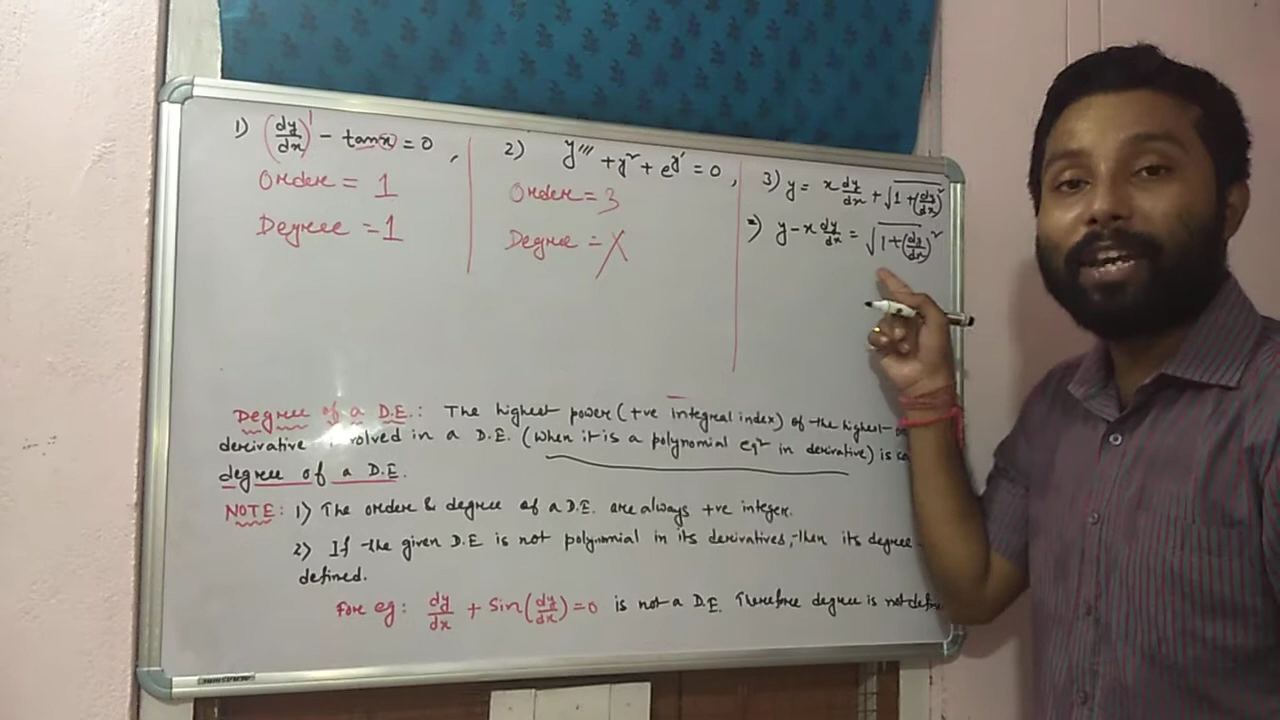 1) (dy/dx)¹ - tanx = 0 ,
Order = 1
Degree = 1
2) y''' + y² + e^y' = 0 ,
Order = 3
Degree = X
3) y = x dy/dx + √1 + (dy/dx)²
⇒) y - x dy/dx = √1 + (dy/dx)²
Degree of a D.E.: The highest power (+ve integral index) of the highest
derivative involved in a D.E. (when it is a polynomial eqⁿ in derivative) is
degree of a D.E.
NOTE: 1) The order & degree of a D.E. are always +ve integer.
2) If the given D.E is not polynomial in its derivatives, then its degree
defined.
For eg: dy/dx + Sin(dy/dx) = 0 is not a D.E. Therefore degree is not